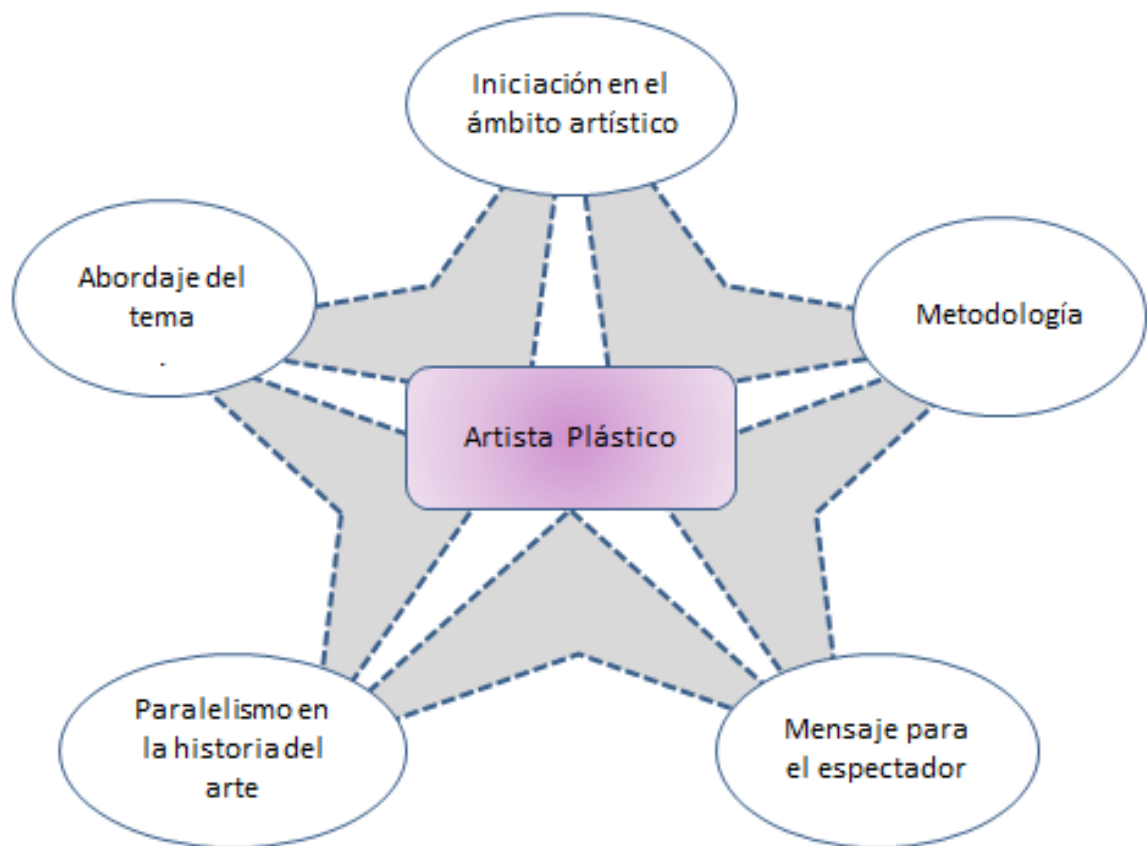 Iniciación en el
ámbito artístico
Abordaje del
tema
.
Metodología
Artista Plástico
Paralelismo en
la historia del
arte
Mensaje para
el espectador